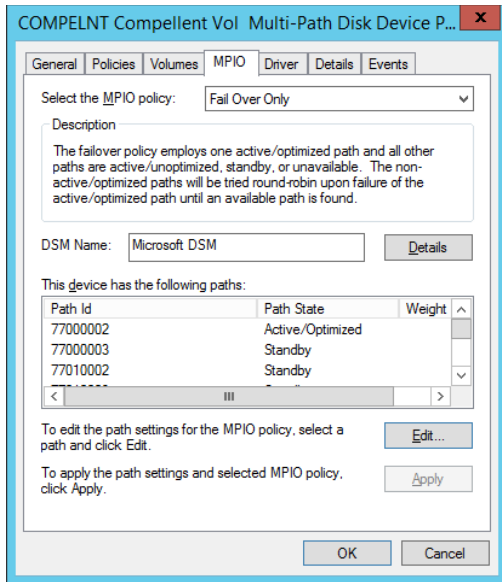 COMPELNT Compellent Vol  Multi-Path Disk Device P...
x
General Policies Volumes MPIO Driver Details Events
Select the MPIO policy: Fail Over Only
Description
The failover policy employs one active/optimized path and all other
paths are active/unoptimized, standby, or unavailable.  The non-
active/optimized paths will be tried round-robin upon failure of the
active/optimized path until an available path is found.
DSM Name: Microsoft DSM Details
This device has the following paths:
Path Id Path State Weight
77000002 Active/Optimized
77000003 Standby
77010002 Standby
To edit the path settings for the MPIO policy, select a
path and click Edit.
Edit...
To apply the path settings and selected MPIO policy,
click Apply.
Apply
OK Cancel